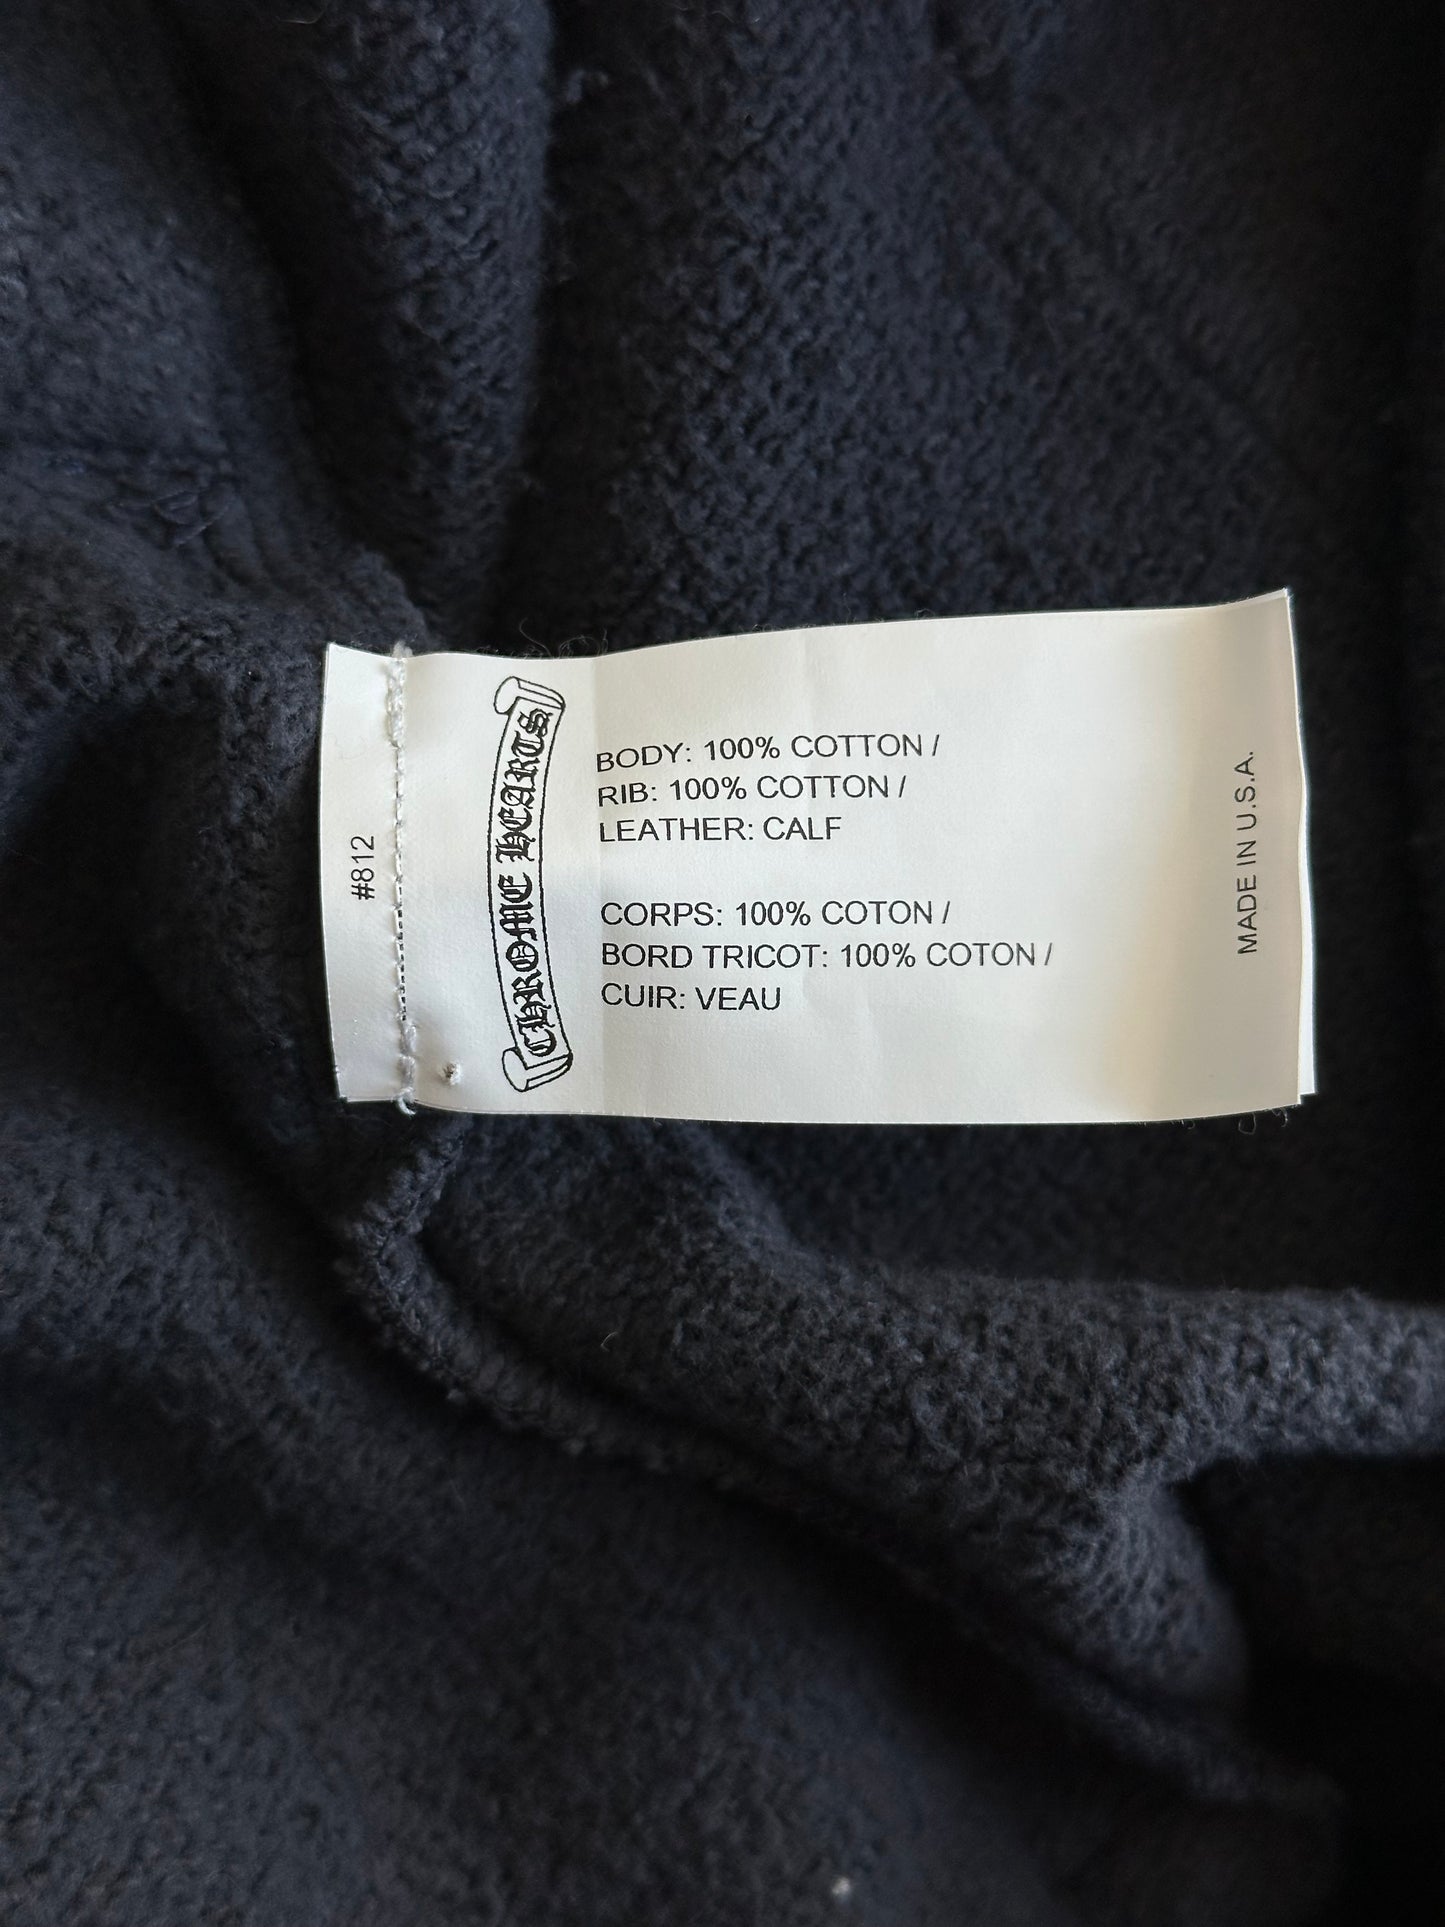 #812
CHROME HEARTS
BODY: 100% COTTON /
RIB: 100% COTTON /
LEATHER: CALF
CORPS: 100% COTON /
BORD TRICOT: 100% COTON /
CUIR: VEAU
MADE IN U.S.A.